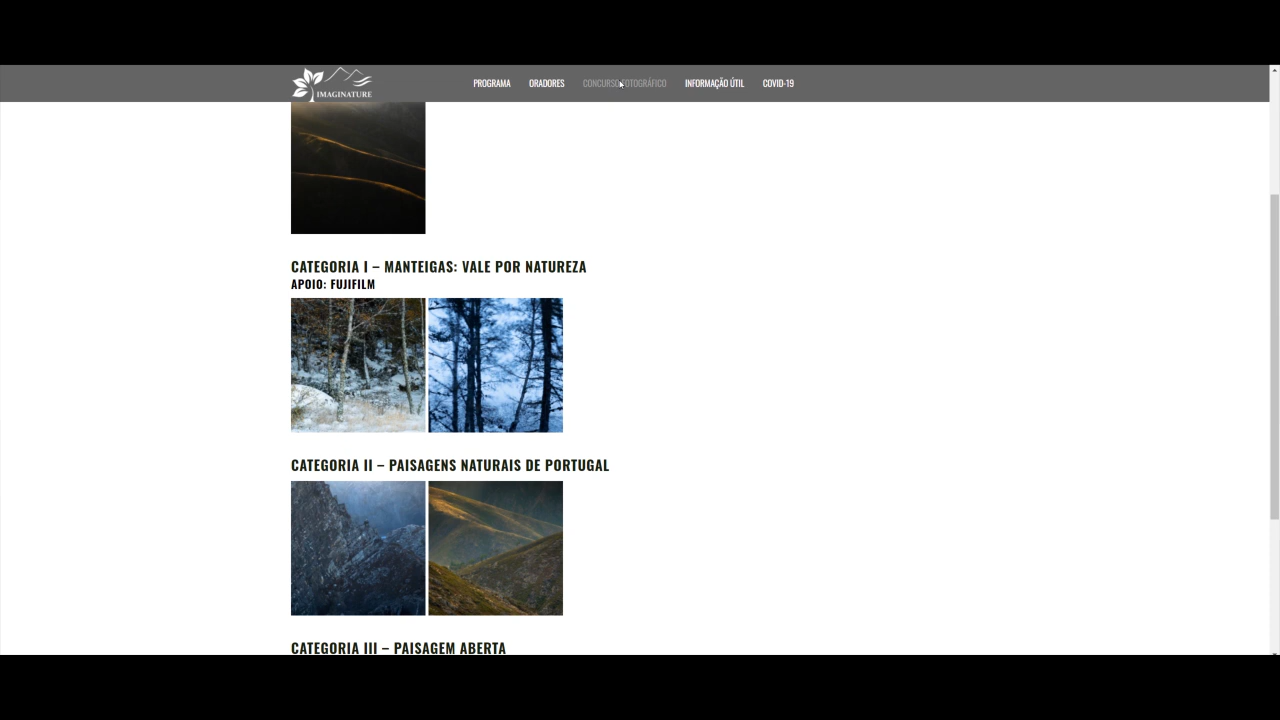 IMAGINATURE
PROGRAMA ORADORES CONCURSO FOTOGRÁFICO INFORMAÇÃO ÚTIL COVID-19
CATEGORIA I – MANTEIGAS: VALE POR NATUREZA
APOIO: FUJIFILM
CATEGORIA II – PAISAGENS NATURAIS DE PORTUGAL
CATEGORIA III – PAISAGEM ABERTA